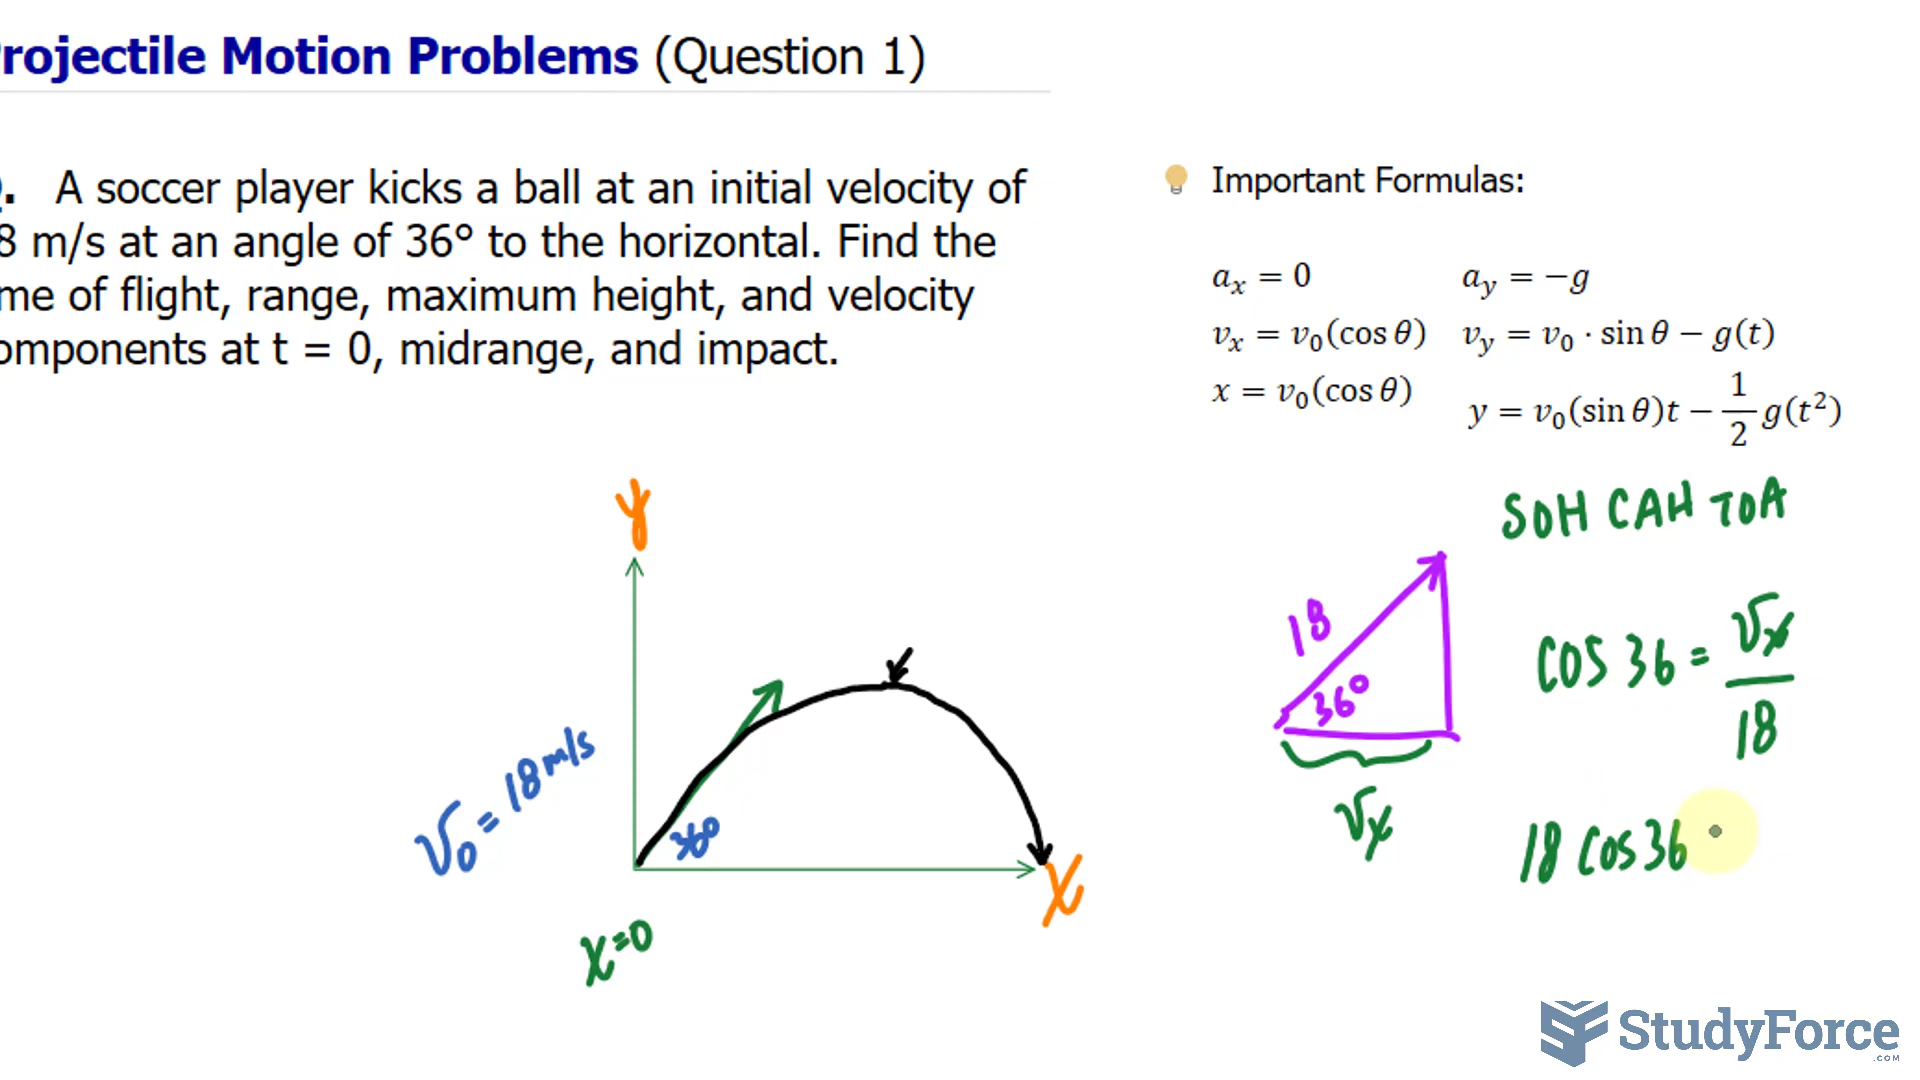 rojectile Motion Problems (Question 1)
. A soccer player kicks a ball at an initial velocity of
8 m/s at an angle of 36° to the horizontal. Find the
me of flight, range, maximum height, and velocity
omponents at t = 0, midrange, and impact.
Important Formulas:
aₓ = 0 a_y = −g
vₓ = v₀(cos θ) v_y = v₀ · sin θ − g(t)
x = v₀(cos θ) y = v₀(sin θ)t − 1/2 g(t²)
SOH CAH TOA
y
18
36°
cos 36 = vₓ/18
v₀ = 18 m/s
36°
vₓ
18 cos 36
x
x=0
StudyForce
.COM